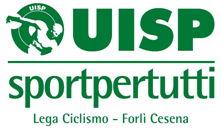 UISP
UISP
sportpertutti
Lega Ciclismo - Forlì Cesena